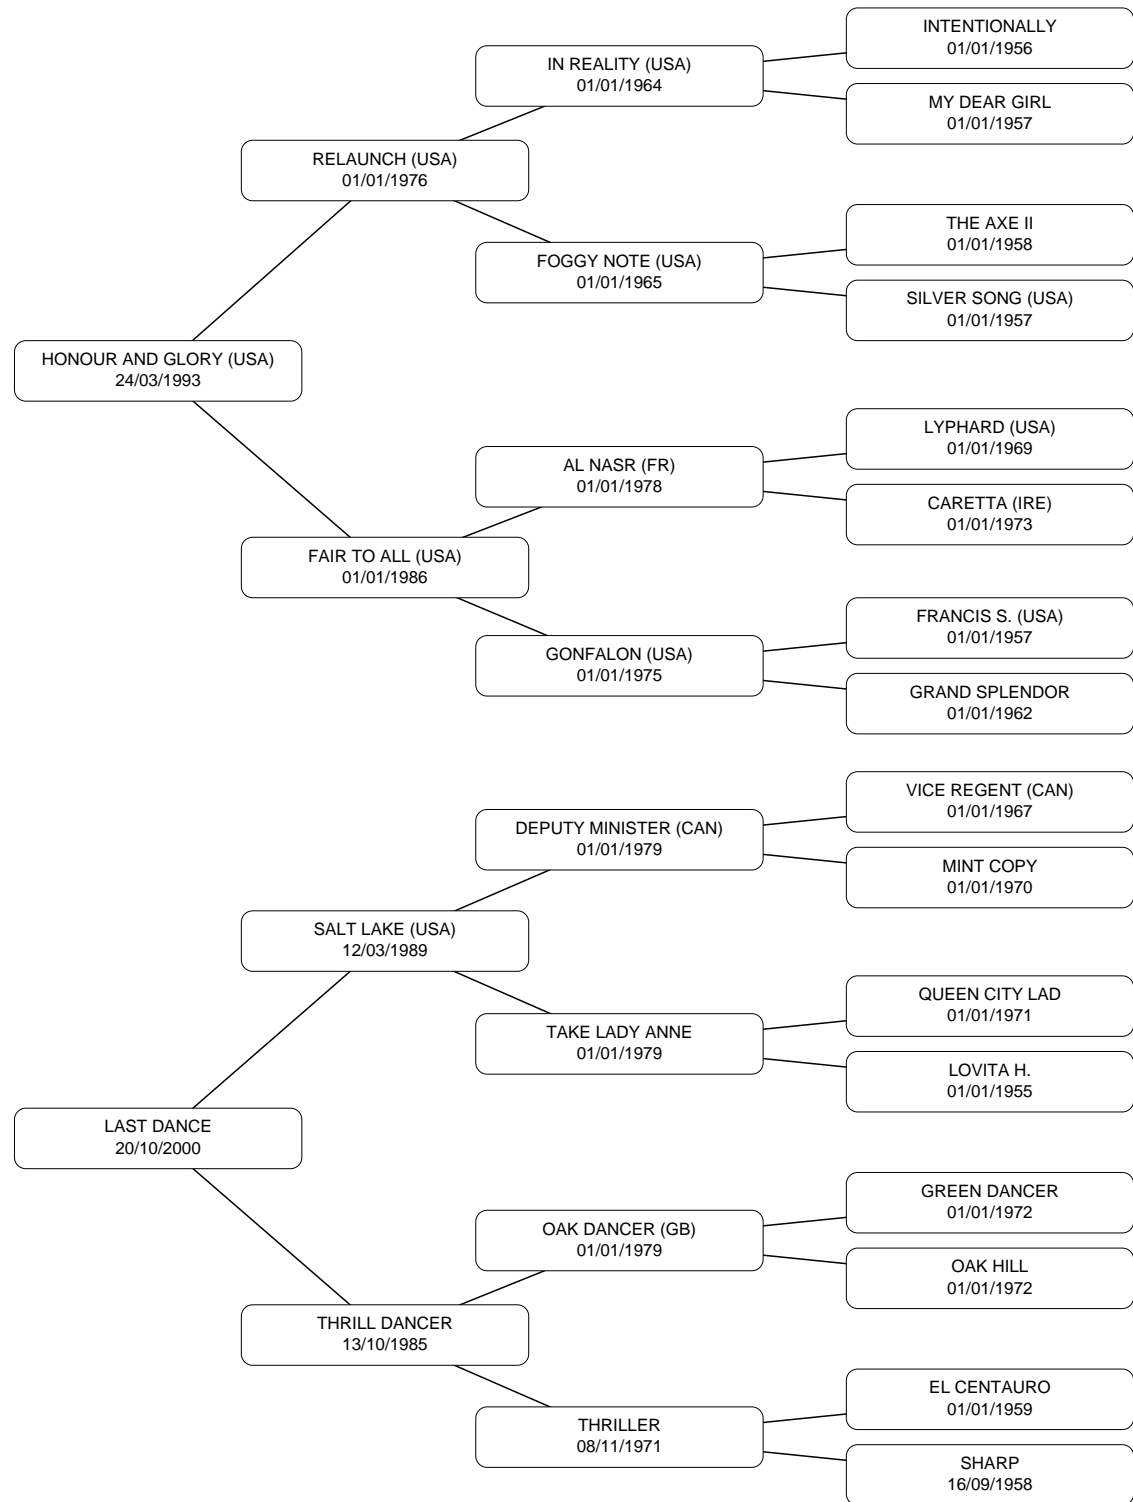 INTENTIONALLY
01/01/1956
IN REALITY (USA)
01/01/1964
MY DEAR GIRL
01/01/1957
RELAUNCH (USA)
01/01/1976
THE AXE II
01/01/1958
FOGGY NOTE (USA)
01/01/1965
SILVER SONG (USA)
01/01/1957
HONOUR AND GLORY (USA)
24/03/1993
LYPHARD (USA)
01/01/1969
AL NASR (FR)
01/01/1978
CARETTA (IRE)
01/01/1973
FAIR TO ALL (USA)
01/01/1986
FRANCIS S. (USA)
01/01/1957
GONFALON (USA)
01/01/1975
GRAND SPLENDOR
01/01/1962
VICE REGENT (CAN)
01/01/1967
DEPUTY MINISTER (CAN)
01/01/1979
MINT COPY
01/01/1970
SALT LAKE (USA)
12/03/1989
QUEEN CITY LAD
01/01/1971
TAKE LADY ANNE
01/01/1979
LOVITA H.
01/01/1955
LAST DANCE
20/10/2000
GREEN DANCER
01/01/1972
OAK DANCER (GB)
01/01/1979
OAK HILL
01/01/1972
THRILL DANCER
13/10/1985
EL CENTAURO
01/01/1959
THRILLER
08/11/1971
SHARP
16/09/1958